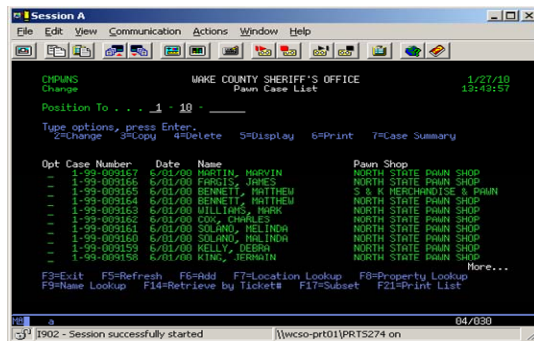 Session A
File Edit View Communication Actions Window Help
CMPWNS WAKE COUNTY SHERIFF'S OFFICE 1/27/10
Change Pawn Case List 13:43:57
Position To . . . 1 - 10 -
Type options, press Enter.
2=Change 3=Copy 4=Delete 5=Display 6=Print 7=Case Summary
Opt Case Number Date Name Pawn Shop
1-99-009167 6/01/00 MARTIN, MARVIN NORTH STATE PAWN SHOP
1-99-009166 6/01/00 FARGIS, JAMES NORTH STATE PAWN SHOP
1-99-009165 6/01/00 BENNETT, MATTHEW S & K MERCHANDISE & PAWN
1-99-009164 6/01/00 BENNETT, MATTHEW NORTH STATE PAWN SHOP
1-99-009163 6/01/00 WILLIAMS, MARK NORTH STATE PAWN SHOP
1-99-009162 6/01/00 COX, CHARLES NORTH STATE PAWN SHOP
1-99-009161 6/01/00 SOLANO, MELINDA NORTH STATE PAWN SHOP
1-99-009160 6/01/00 SOLANO, MALINDA NORTH STATE PAWN SHOP
1-99-009159 6/01/00 KELLY, DEBRA NORTH STATE PAWN SHOP
1-99-009158 6/01/00 KING, JERMAIN NORTH STATE PAWN SHOP
More...
F3=Exit F5=Refresh F6=Add F7=Location Lookup F8=Property Lookup
F9=Name Lookup F14=Retrieve by Ticket# F17=Subset F21=Print List
MA a 04/030
I902 - Session successfully started \\wcso-prt01\PRTS274 on